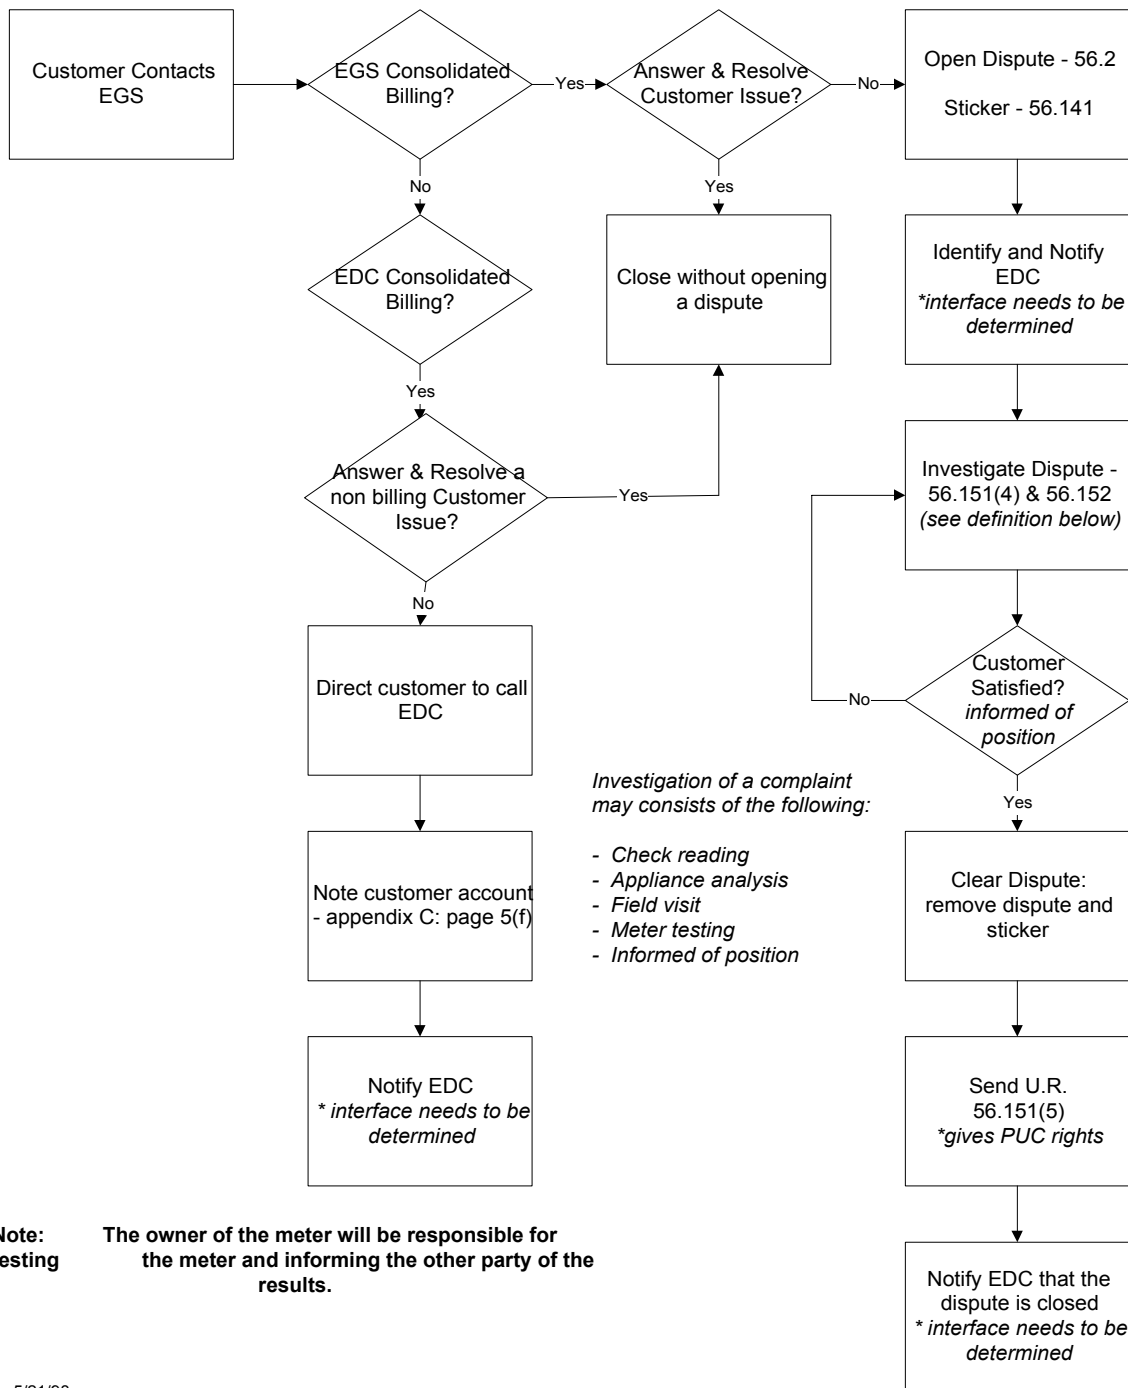 Customer Contacts
EGS
EGS Consolidated
Billing?
Yes
Answer & Resolve
Customer Issue?
No
Open Dispute - 56.2
Sticker - 56.141
No
Yes
EDC Consolidated
Billing?
Close without opening
a dispute
Identify and Notify
EDC
*interface needs to be
determined
Yes
Answer & Resolve a
non billing Customer
Issue?
Yes
Investigate Dispute -
56.151(4) & 56.152
(see definition below)
No
Direct customer to call
EDC
Customer
Satisfied?
informed of
position
No
Yes
Investigation of a complaint
may consists of the following:
- Check reading
- Appliance analysis
- Field visit
- Meter testing
- Informed of position
Note customer account
- appendix C: page 5(f)
Clear Dispute:
remove dispute and
sticker
Notify EDC
* interface needs to be
determined
Send U.R.
56.151(5)
*gives PUC rights
Note: The owner of the meter will be responsible for
esting the meter and informing the other party of the
results.
Notify EDC that the
dispute is closed
* interface needs to be
determined